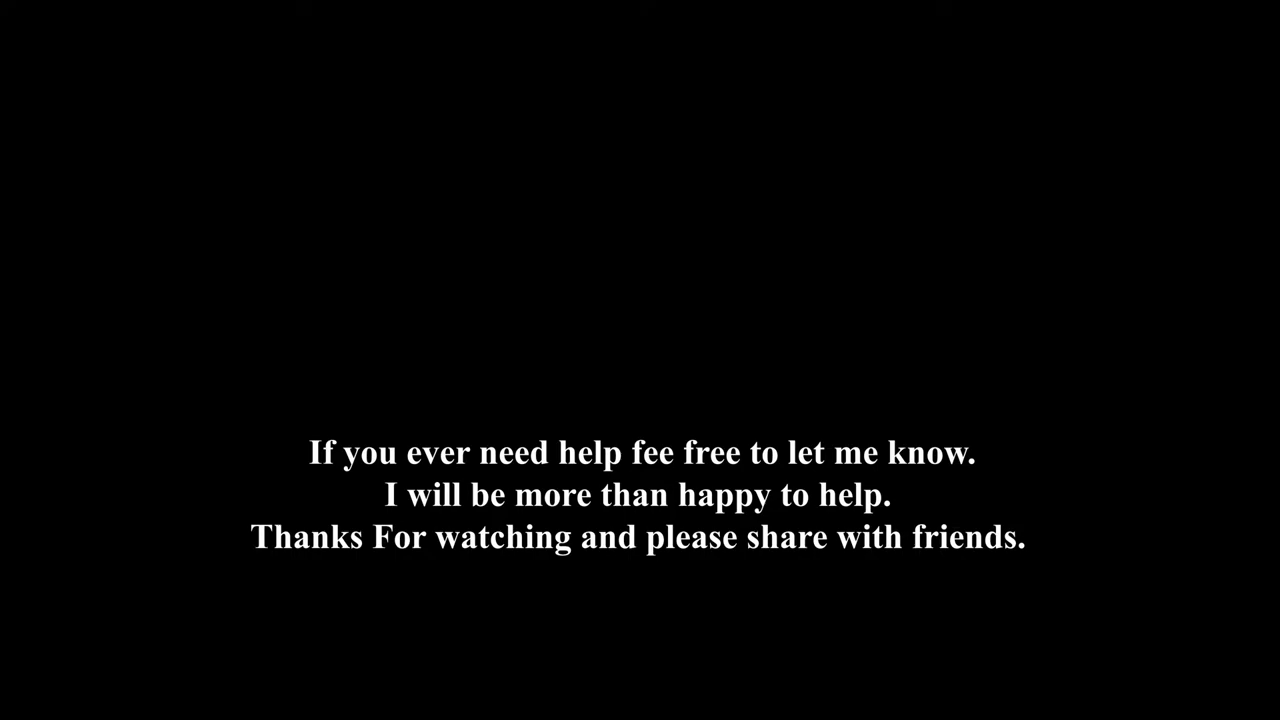 If you ever need help fee free to let me know.
I will be more than happy to help.
Thanks For watching and please share with friends.